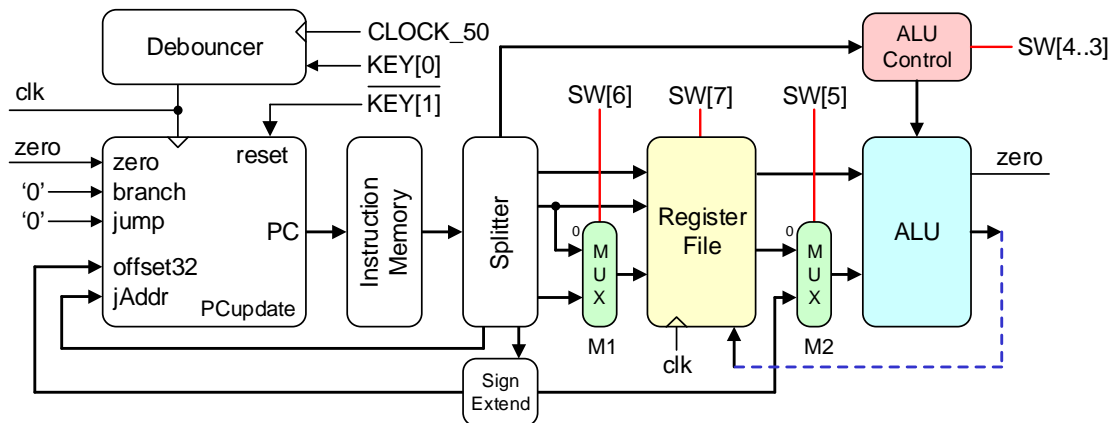 Debouncer
CLOCK_50
KEY[0]
KEY[1]
clk
ALU
Control
SW[4..3]
SW[6]
SW[7]
SW[5]
zero
'0'
'0'
zero
branch
jump
offset32
jAddr
reset
PC
PCupdate
Instruction
Memory
Splitter
0
M
U
X
M1
Register
File
clk
0
M
U
X
M2
ALU
zero
Sign
Extend